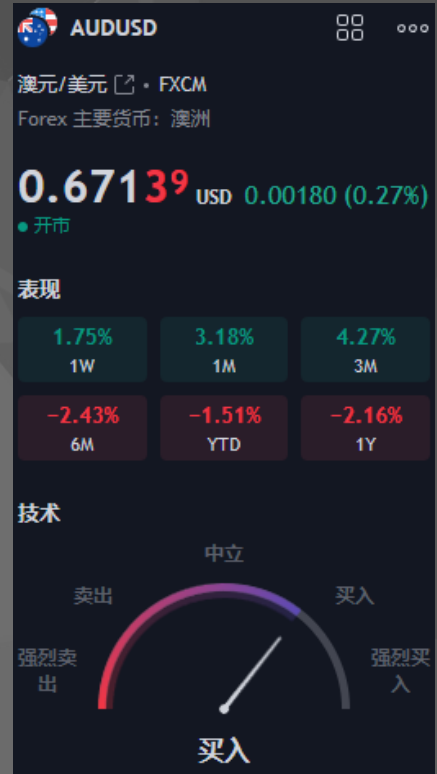 AUDUSD
澳元/美元 • FXCM
Forex 主要货币：澳洲
0.67139 USD 0.00180 (0.27%)
开市
表现
1.75% 3.18% 4.27%
1W 1M 3M
−2.43% −1.51% −2.16%
6M YTD 1Y
技术
中立
卖出 买入
强烈卖 强烈买
出 入
买入